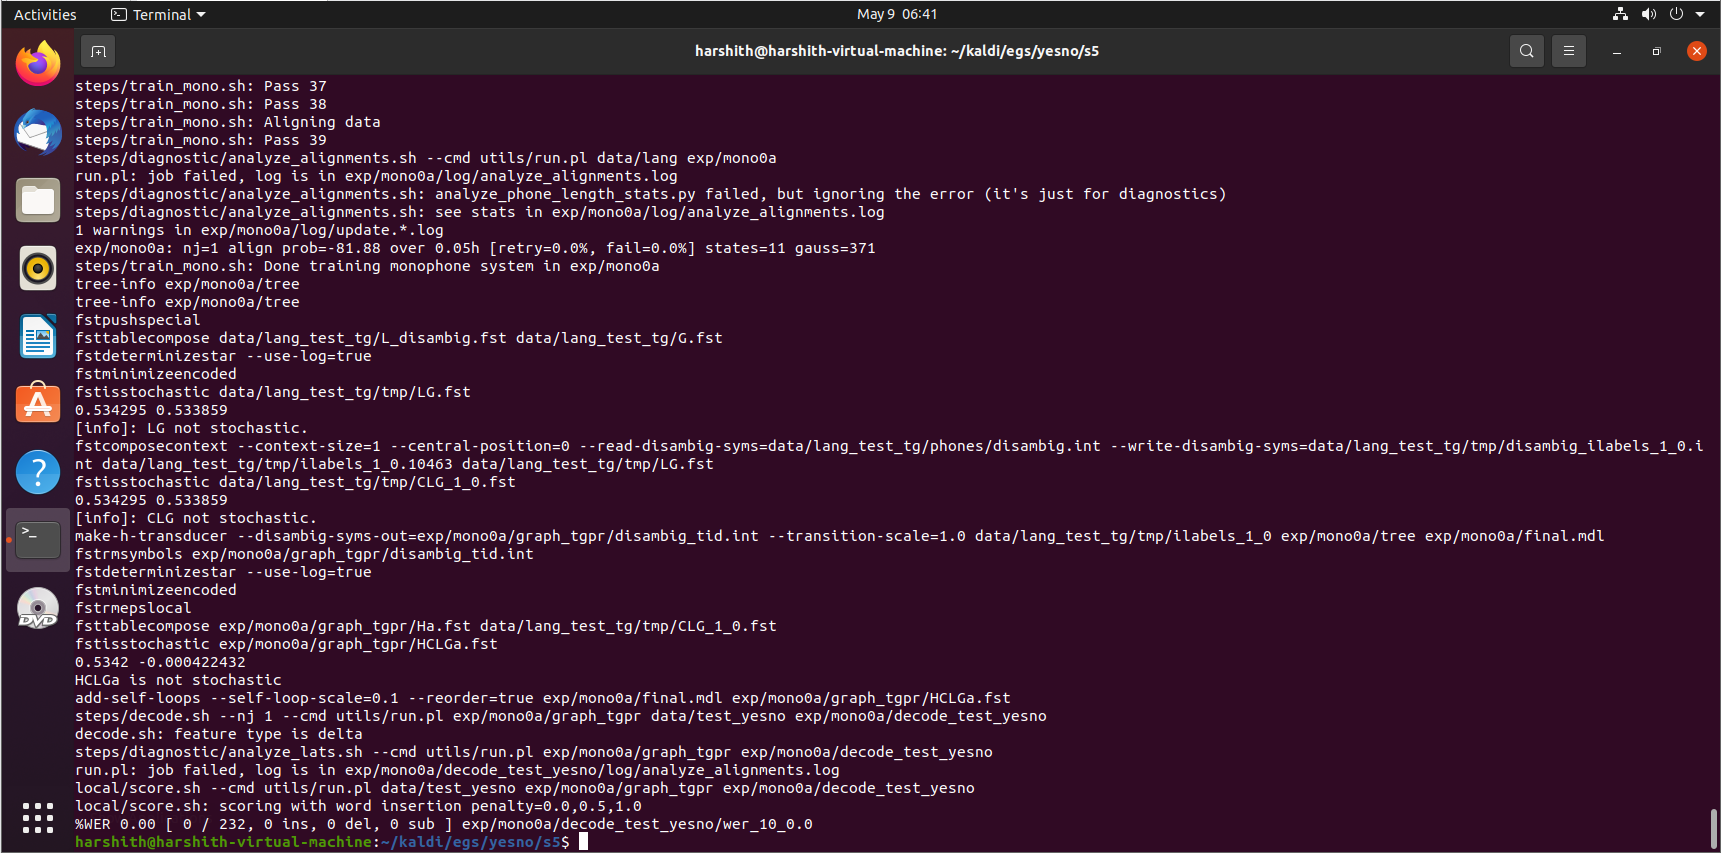 Activities
Terminal
May 9 06:41
harshith@harshith-virtual-machine: ~/kaldi/egs/yesno/s5
steps/train_mono.sh: Pass 37
steps/train_mono.sh: Pass 38
steps/train_mono.sh: Aligning data
steps/train_mono.sh: Pass 39
steps/diagnostic/analyze_alignments.sh --cmd utils/run.pl data/lang exp/mono0a
run.pl: job failed, log is in exp/mono0a/log/analyze_alignments.log
steps/diagnostic/analyze_alignments.sh: analyze_phone_length_stats.py failed, but ignoring the error (it's just for diagnostics)
steps/diagnostic/analyze_alignments.sh: see stats in exp/mono0a/log/analyze_alignments.log
1 warnings in exp/mono0a/log/update.*.log
exp/mono0a: nj=1 align prob=-81.88 over 0.05h [retry=0.0%, fail=0.0%] states=11 gauss=371
steps/train_mono.sh: Done training monophone system in exp/mono0a
tree-info exp/mono0a/tree
tree-info exp/mono0a/tree
fstpushspecial
fsttablecompose data/lang_test_tg/L_disambig.fst data/lang_test_tg/G.fst
fstdeterminizestar --use-log=true
fstminimizeencoded
fstisstochastic data/lang_test_tg/tmp/LG.fst
0.534295 0.533859
[info]: LG not stochastic.
fstcomposecontext --context-size=1 --central-position=0 --read-disambig-syms=data/lang_test_tg/phones/disambig.int --write-disambig-syms=data/lang_test_tg/tmp/disambig_ilabels_1_0.i
nt data/lang_test_tg/tmp/ilabels_1_0.10463 data/lang_test_tg/tmp/LG.fst
fstisstochastic data/lang_test_tg/tmp/CLG_1_0.fst
0.534295 0.533859
[info]: CLG not stochastic.
make-h-transducer --disambig-syms-out=exp/mono0a/graph_tgpr/disambig_tid.int --transition-scale=1.0 data/lang_test_tg/tmp/ilabels_1_0 exp/mono0a/tree exp/mono0a/final.mdl
fstrmsymbols exp/mono0a/graph_tgpr/disambig_tid.int
fstdeterminizestar --use-log=true
fstminimizeencoded
fstrmepslocal
fsttablecompose exp/mono0a/graph_tgpr/Ha.fst data/lang_test_tg/tmp/CLG_1_0.fst
fstisstochastic exp/mono0a/graph_tgpr/HCLGa.fst
0.5342 -0.000422432
HCLGa is not stochastic
add-self-loops --self-loop-scale=0.1 --reorder=true exp/mono0a/final.mdl exp/mono0a/graph_tgpr/HCLGa.fst
steps/decode.sh --nj 1 --cmd utils/run.pl exp/mono0a/graph_tgpr data/test_yesno exp/mono0a/decode_test_yesno
decode.sh: feature type is delta
steps/diagnostic/analyze_lats.sh --cmd utils/run.pl exp/mono0a/graph_tgpr exp/mono0a/decode_test_yesno
run.pl: job failed, log is in exp/mono0a/decode_test_yesno/log/analyze_alignments.log
local/score.sh --cmd utils/run.pl data/test_yesno exp/mono0a/graph_tgpr exp/mono0a/decode_test_yesno
local/score.sh: scoring with word insertion penalty=0.0,0.5,1.0
%WER 0.00 [ 0 / 232, 0 ins, 0 del, 0 sub ] exp/mono0a/decode_test_yesno/wer_10_0.0
harshith@harshith-virtual-machine:~/kaldi/egs/yesno/s5$
>_
?
DVD